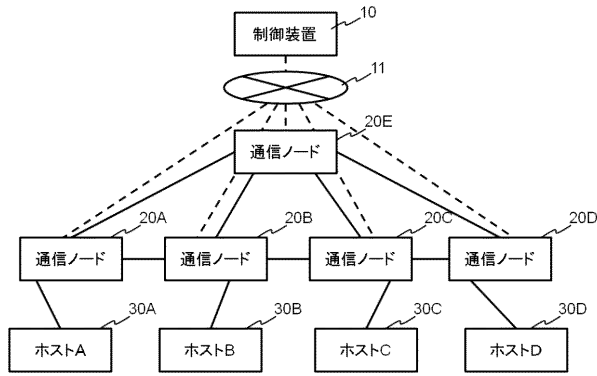 10
制御装置
11
20E
通信ノード
20A
20B
20C
20D
通信ノード
通信ノード
通信ノード
通信ノード
30A
30B
30C
30D
ホストA
ホストB
ホストC
ホストD